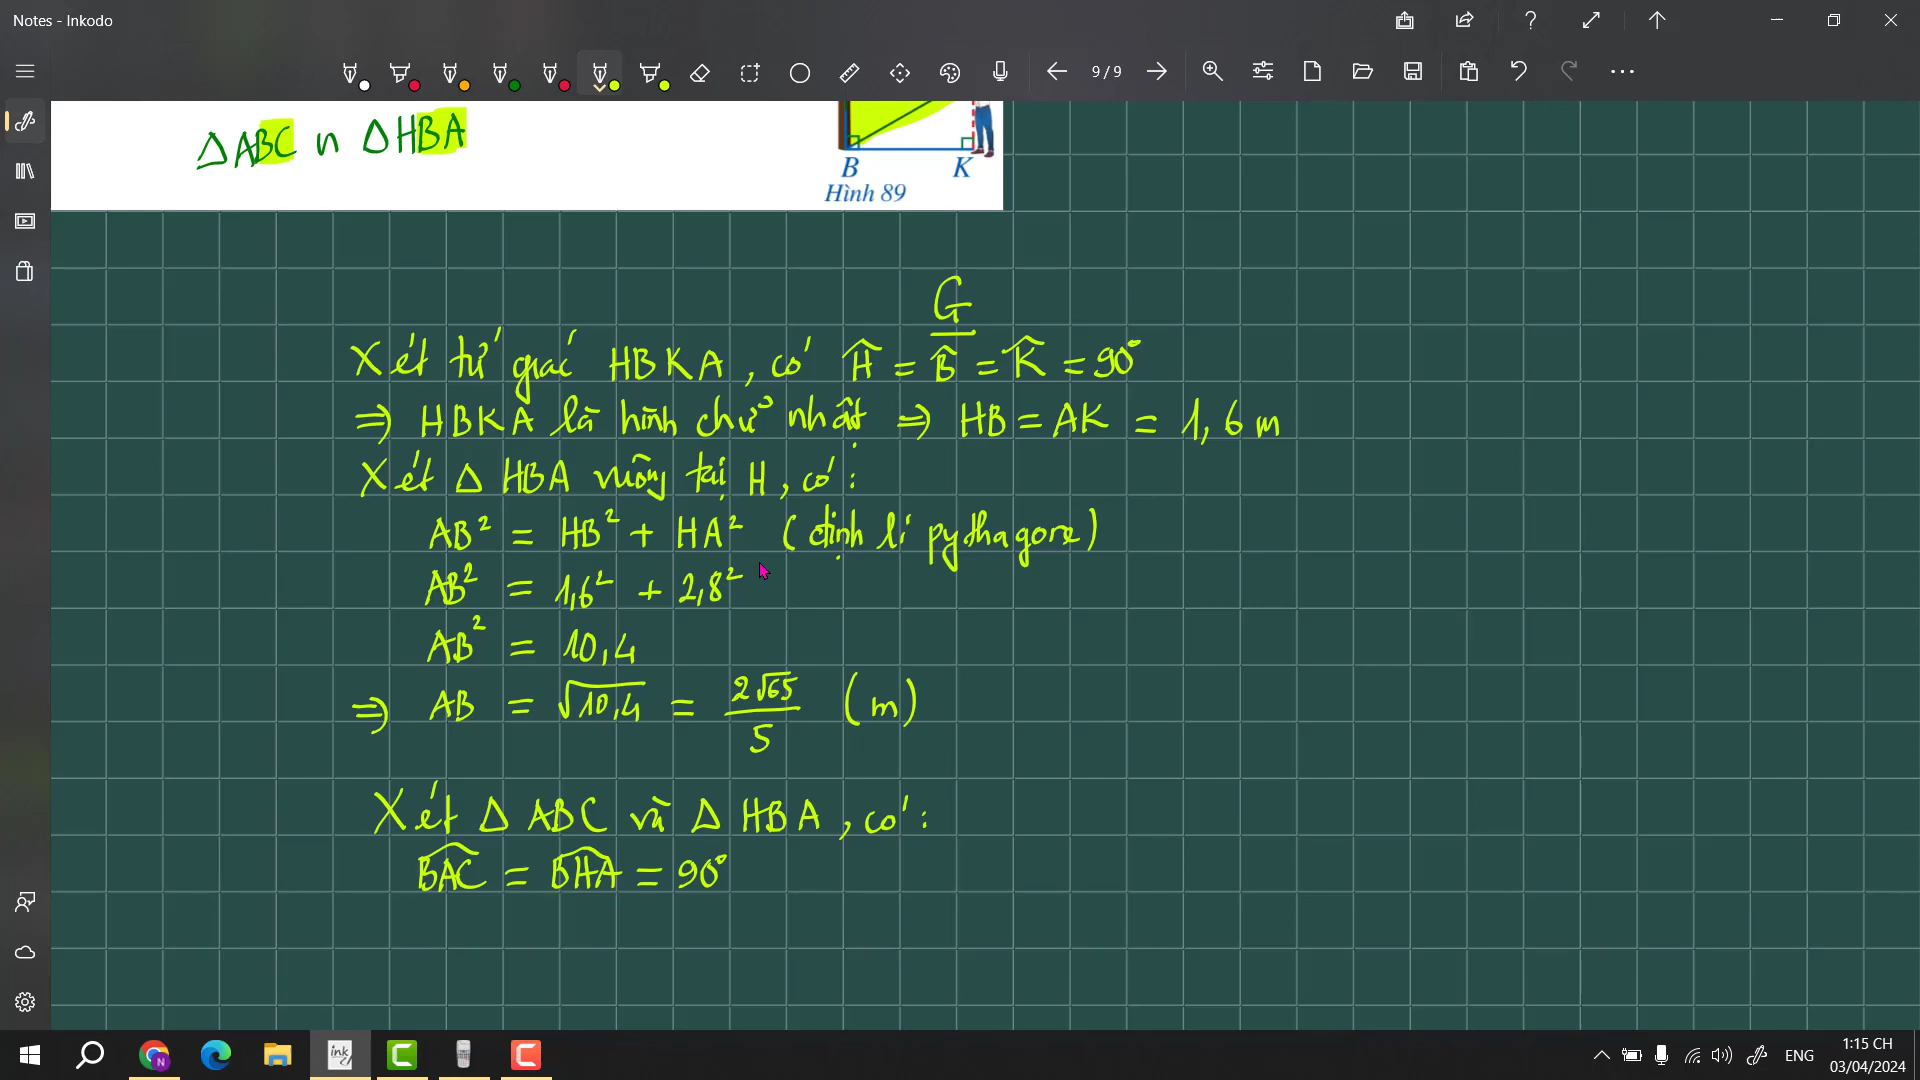 Notes - Inkodo
9 / 9
ΔABC ᔕ ΔHBA
B K
Hình 89
G
Xét tứ giác HBKA, có Ĥ = B̂ = K̂ = 90°
⇒ HBKA là hình chữ nhật ⇒ HB = AK = 1,6 m
Xét Δ HBA vuông tại H, có:
AB² = HB² + HA² (định lí pythagore)
AB² = 1,6² + 2,8²
AB² = 10,4
⇒ AB = √10,4 = 2√65/5 (m)
Xét Δ ABC và Δ HBA, có:
BAC = BHA = 90°
ENG
1:15 CH
03/04/2024